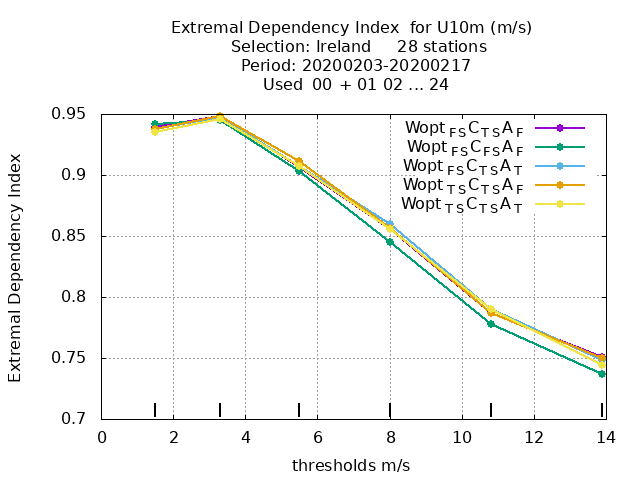 Extremal Dependency Index for U10m (m/s)
Selection: Ireland 28 stations
Period: 20200203-20200217
Used 00 + 01 02 ... 24
Extremal Dependency Index
0.95
0.9
0.85
0.8
0.75
0.7
Wopt FS C TS A F
Wopt FS C FS A F
Wopt FS C TS A T
Wopt TS C TS A F
Wopt TS C TS A T
0 2 4 6 8 10 12 14
thresholds m/s